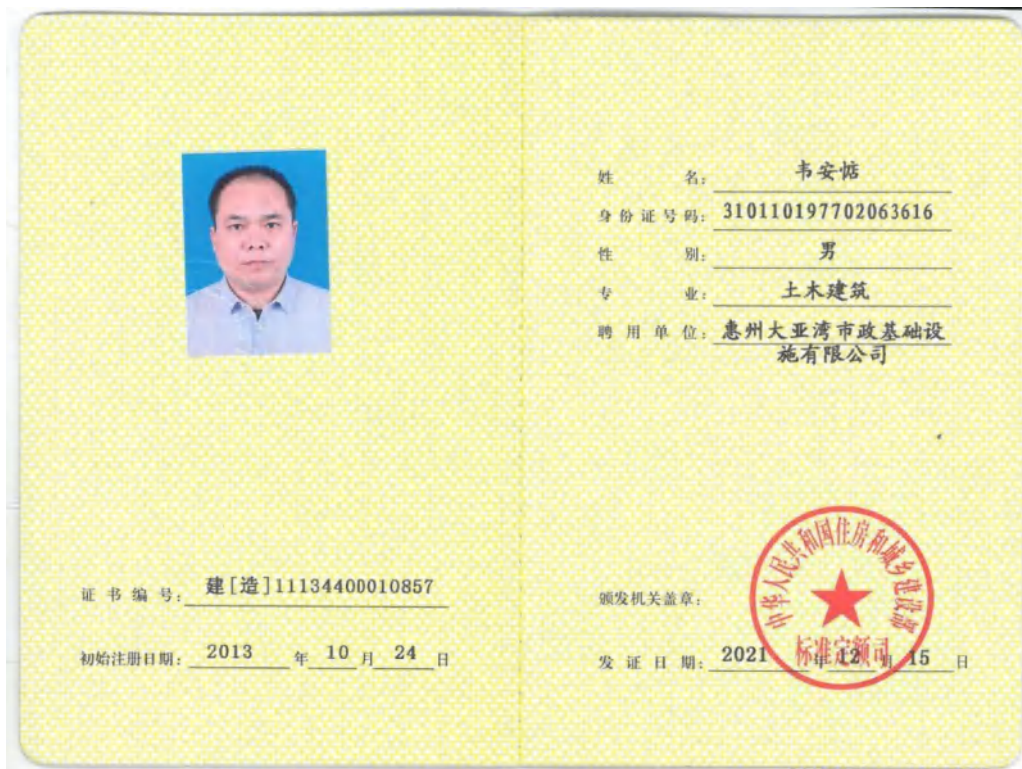 姓名：韦安惦
身份证号码：310110197702063616
性别：男
专业：土木建筑
聘用单位：惠州大亚湾市政基础设
施有限公司
证书编号：建[造]11134400010857
初始注册日期：2013年10月24日
颁发机关盖章：
中华人民共和国住房和城乡建设部
标准定额司
发证日期：2021年12月15日